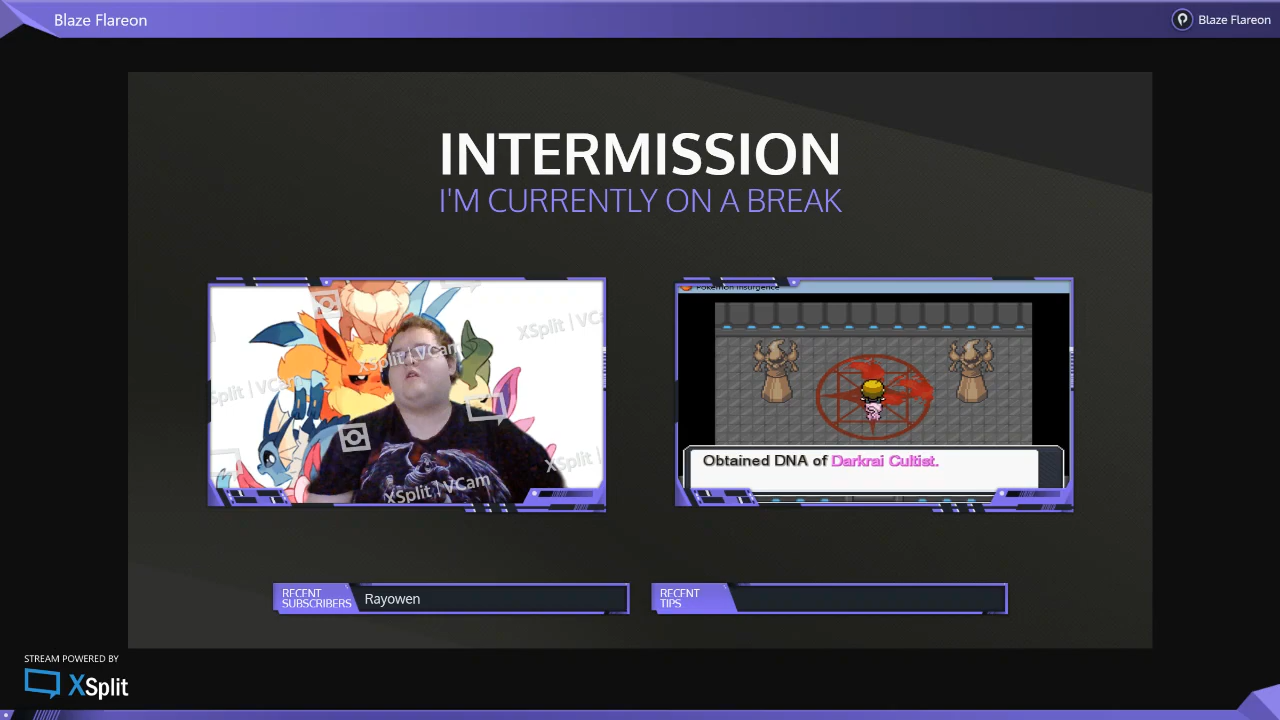 Blaze Flareon
Blaze Flareon
INTERMISSION
I'M CURRENTLY ON A BREAK
XSplit | VCam
XSplit | VCam
XSplit | VCam
XSplit |
XSplit | VCam
Pokemon Insurgence
Obtained DNA of Darkrai Cultist.
RECENT
SUBSCRIBERS
Rayowen
RECENT
TIPS
STREAM POWERED BY
XSplit